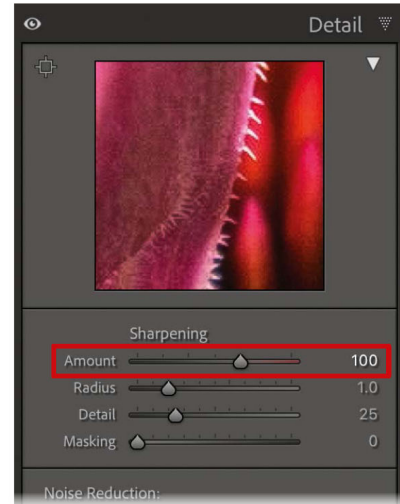 Detail
Sharpening
Amount 100
Radius 1.0
Detail 25
Masking 0
Noise Reduction: